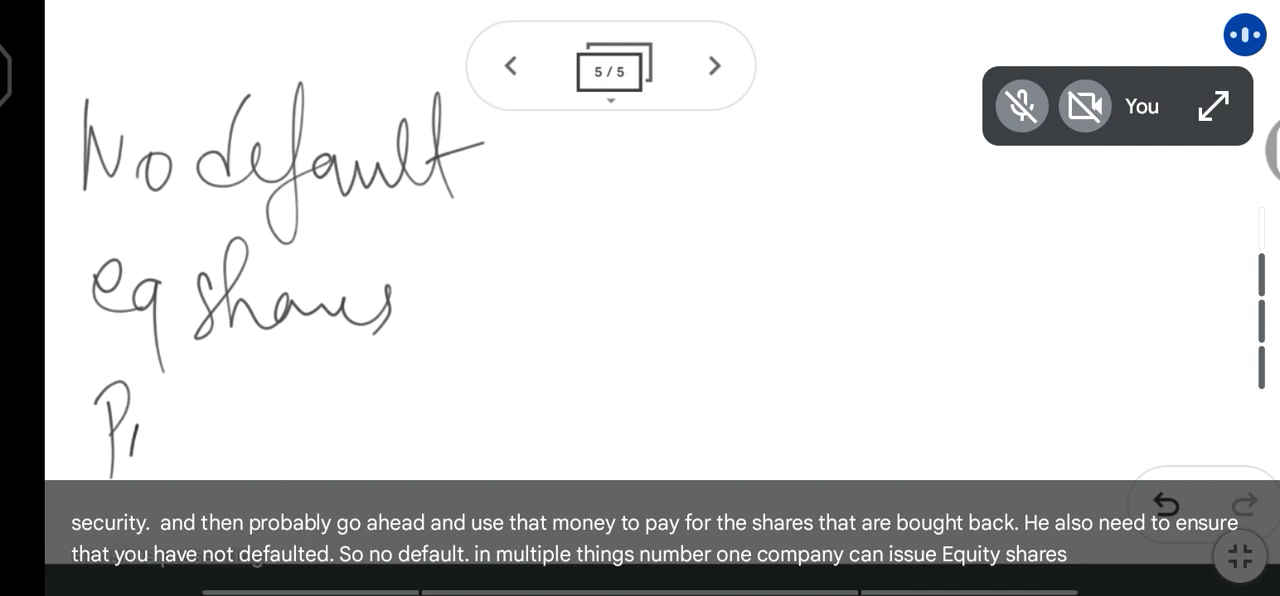 5 / 5
You
No default
eq shares
Pr
security. and then probably go ahead and use that money to pay for the shares that are bought back. He also need to ensure
that you have not defaulted. So no default. in multiple things number one company can issue Equity shares